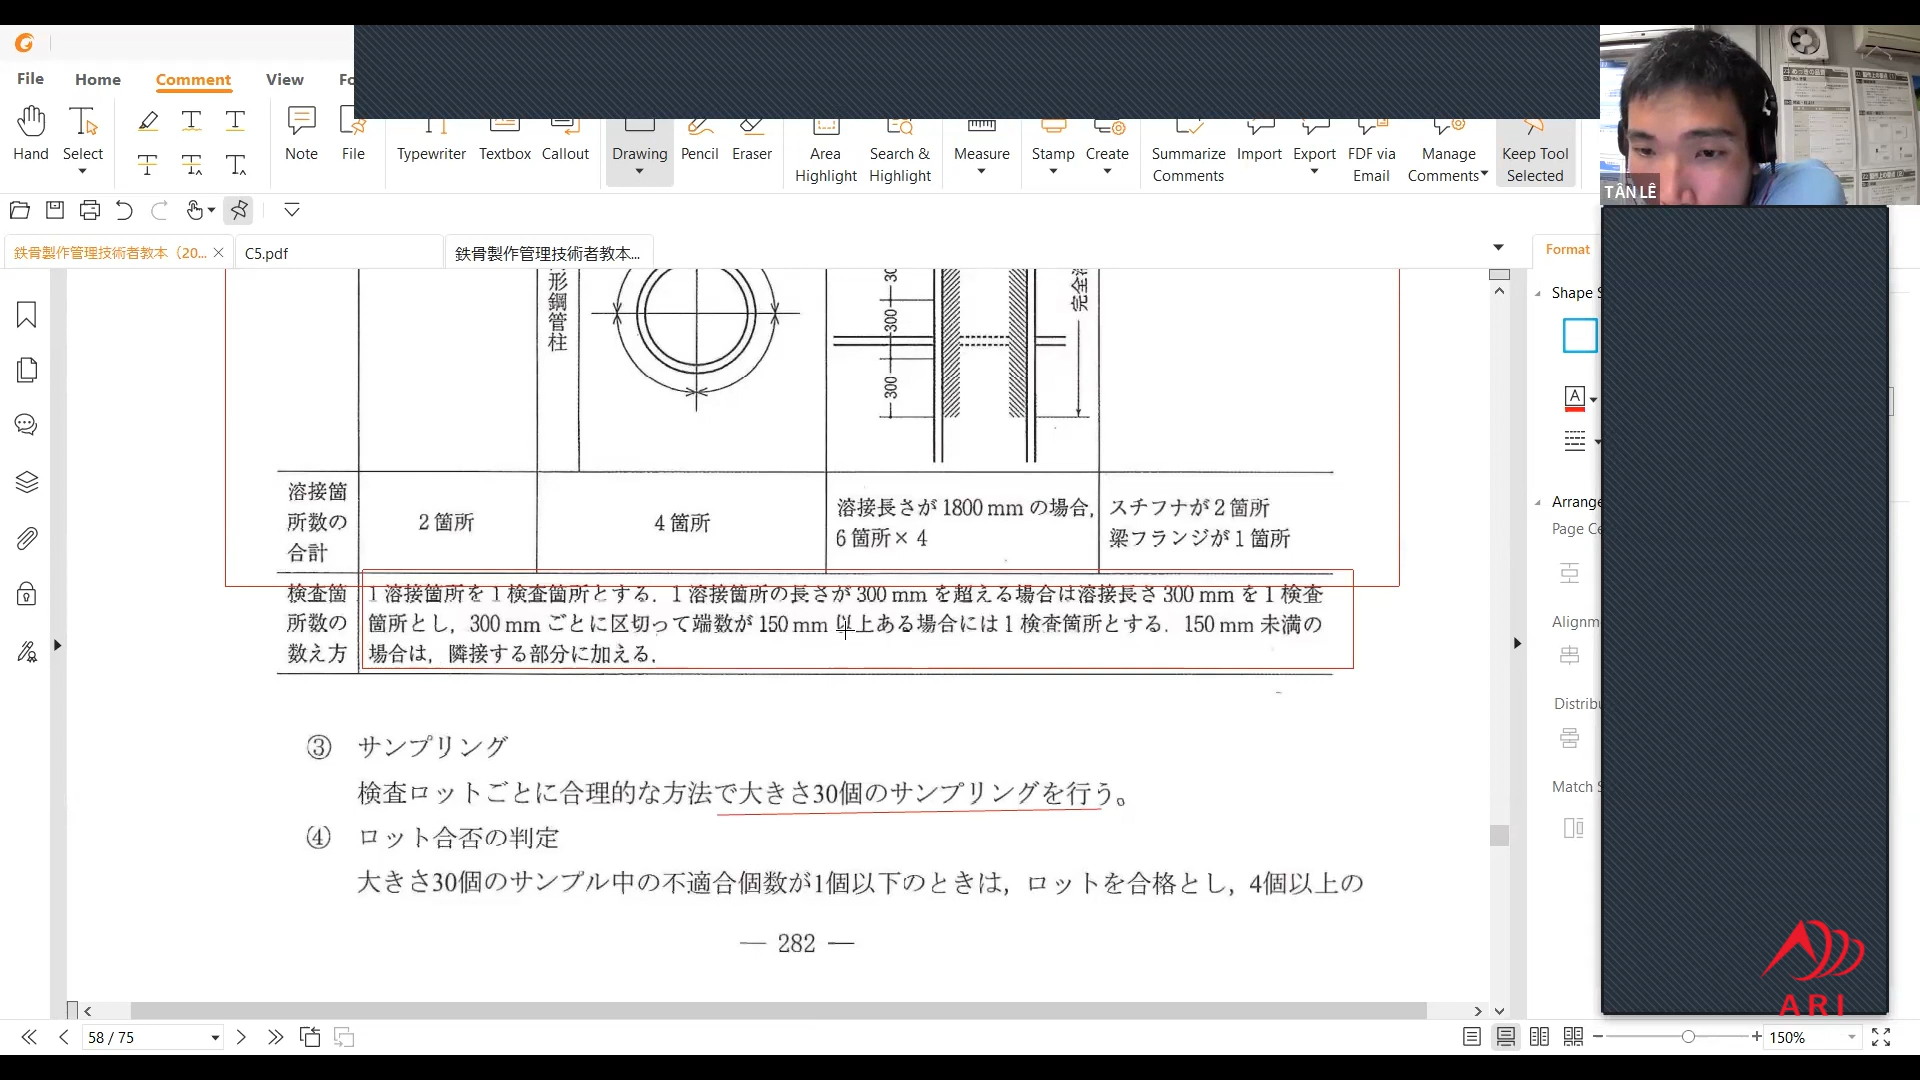 File
Home
Comment
View
Hand
Select
Note
File
Typewriter
Textbox
Callout
Drawing
Pencil
Eraser
Area Highlight
Search & Highlight
Measure
Stamp
Create
Summarize Comments
Import
Export
FDF via Email
Manage Comments
Keep Tool Selected
TÂN LÊ
鉄骨製作管理技術者教本（20...
C5.pdf
鉄骨製作管理技術者教本...
Format
Shape S
Arrange
Page Ce
Alignm
Distribu
Match S
形鋼管柱
300
300
完全
溶接箇所数の合計
2箇所
4箇所
溶接長さが 1800 mm の場合,
6箇所×4
スチフナが2箇所
梁フランジが1箇所
検査箇所数の数え方
1溶接箇所を1検査箇所とする. 1溶接箇所の長さが 300 mm を超える場合は溶接長さ 300 mm を1検査
箇所とし, 300 mm ごとに区切って端数が 150 mm 以上ある場合には1検査箇所とする. 150 mm 未満の
場合は, 隣接する部分に加える.
③ サンプリング
検査ロットごとに合理的な方法で大きさ30個のサンプリングを行う。
④ ロット合否の判定
大きさ30個のサンプル中の不適合個数が1個以下のときは, ロットを合格とし, 4個以上の
— 282 —
ARI
58 / 75
150%